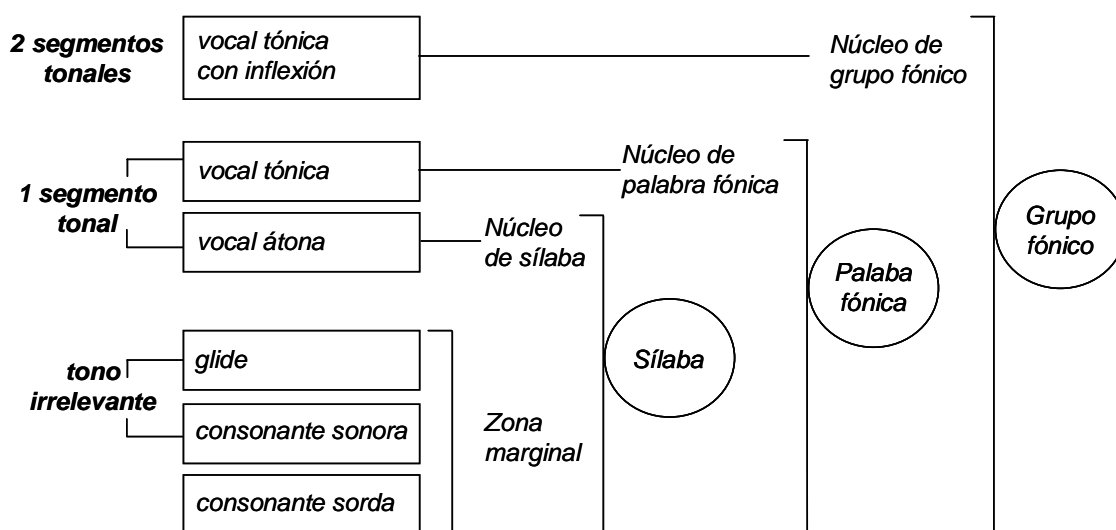 2 segmentos
tonales
vocal tónica
con inflexión
Núcleo de
grupo fónico
1 segmento
tonal
vocal tónica
Núcleo de
palabra fónica
vocal átona
Núcleo
de sílaba
Grupo
fónico
Palaba
fónica
Sílaba
tono
irrelevante
glide
consonante sonora
Zona
marginal
consonante sorda